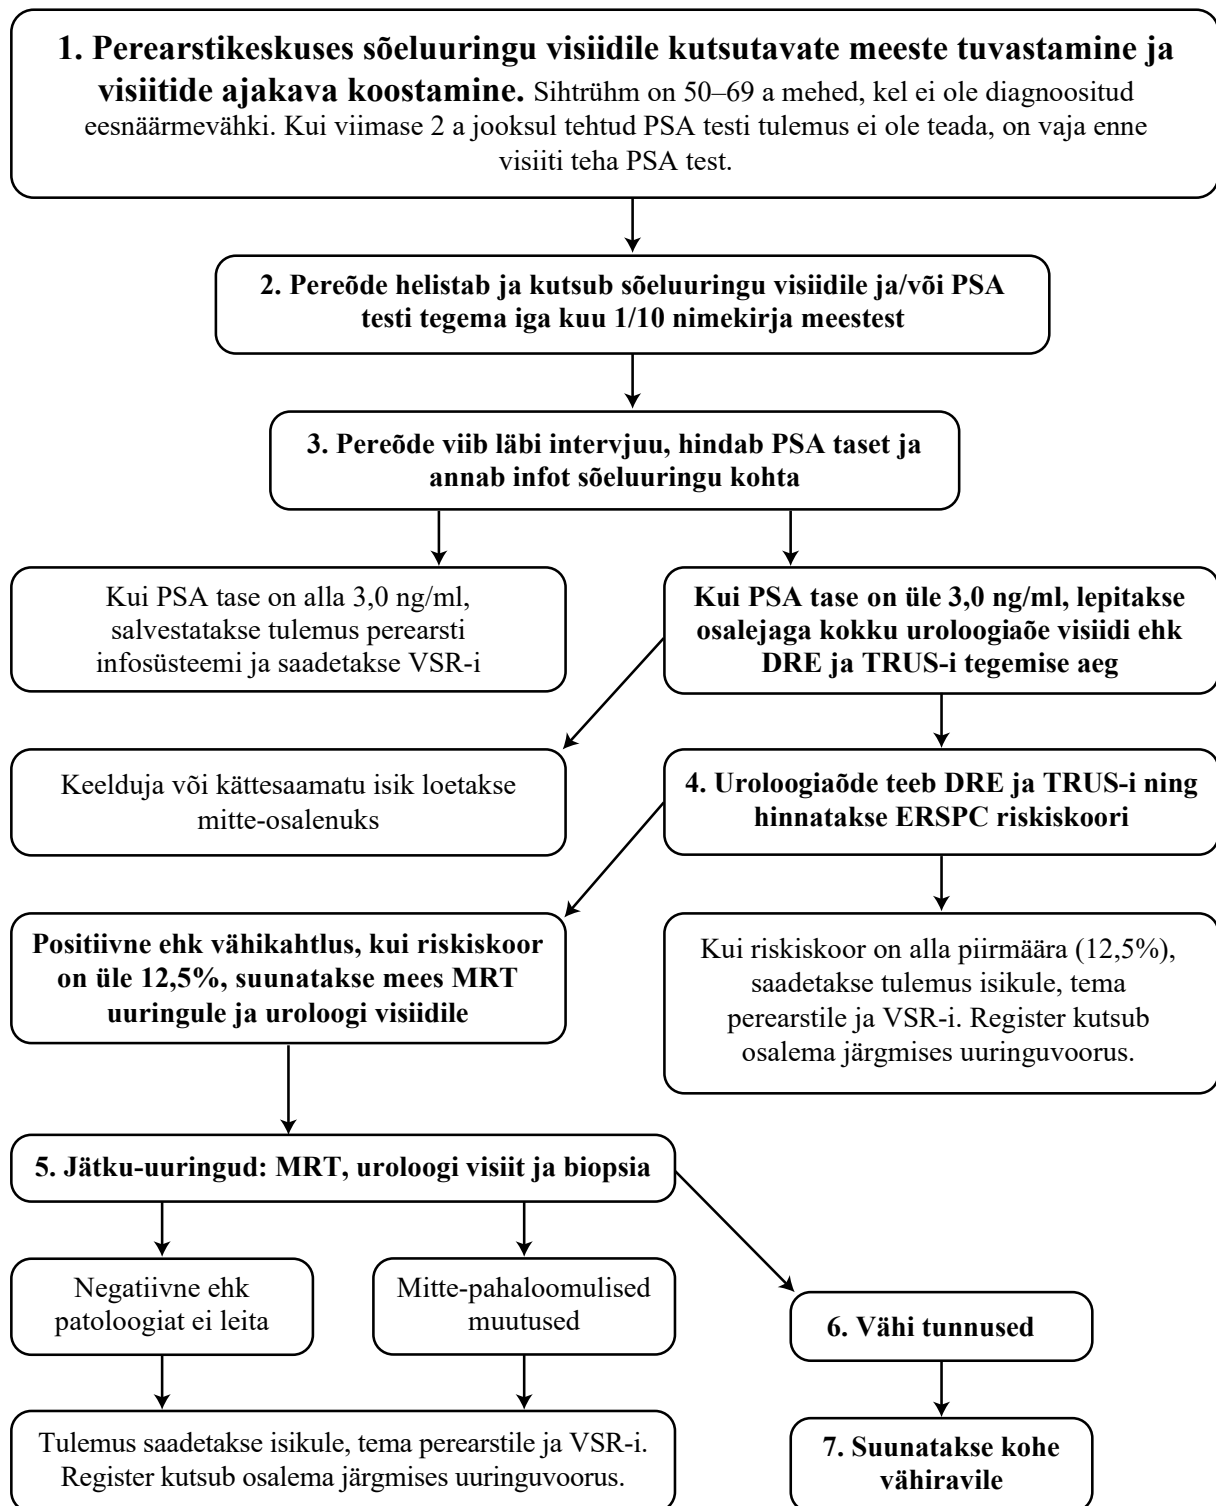 1. Perearstikeskuses sõeluuringu visiidile kutsutavate meeste tuvastamine ja
visiitide ajakava koostamine. Sihtrühm on 50–69 a mehed, kel ei ole diagnoositud
eesnäärmevähki. Kui viimase 2 a jooksul tehtud PSA testi tulemus ei ole teada, on vaja enne
visiiti teha PSA test.
2. Pereõde helistab ja kutsub sõeluuringu visiidile ja/või PSA
testi tegema iga kuu 1/10 nimekirja meestest
3. Pereõde viib läbi intervjuu, hindab PSA taset ja
annab infot sõeluuringu kohta
Kui PSA tase on alla 3,0 ng/ml,
salvestatakse tulemus perearsti
infosüsteemi ja saadetakse VSR-i
Kui PSA tase on üle 3,0 ng/ml, lepitakse
osalejaga kokku uroloogiaõe visiidi ehk
DRE ja TRUS-i tegemise aeg
Keelduja või kättesaamatu isik loetakse
mitte-osalenuks
4. Uroloogiaõde teeb DRE ja TRUS-i ning
hinnatakse ERSPC riskiskoori
Positiivne ehk vähikahtlus, kui riskiskoor
on üle 12,5%, suunatakse mees MRT
uuringule ja uroloogi visiidile
Kui riskiskoor on alla piirmäära (12,5%),
saadetakse tulemus isikule, tema
perearstile ja VSR-i. Register kutsub
osalema järgmises uuringuvoorus.
5. Jätku-uuringud: MRT, uroloogi visiit ja biopsia
Negatiivne ehk
patoloogiat ei leita
Mitte-pahaloomulised
muutused
6. Vähi tunnused
Tulemus saadetakse isikule, tema perearstile ja VSR-i.
Register kutsub osalema järgmises uuringuvoorus.
7. Suunatakse kohe
vähiravile